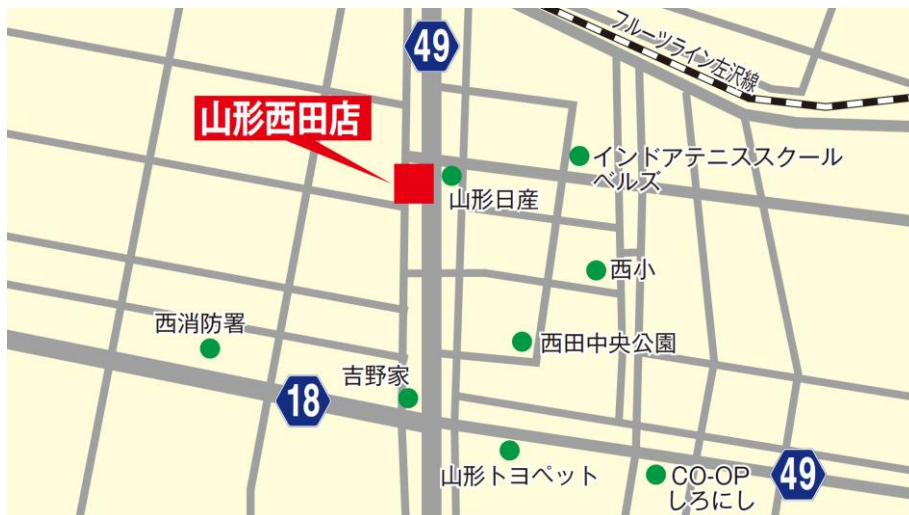 49
フルーツライン左沢線
山形西田店
インドアテニススクール
ベルズ
山形日産
西小
西消防署
西田中央公園
吉野家
18
山形トヨペット
CO-OP
しろにし
49